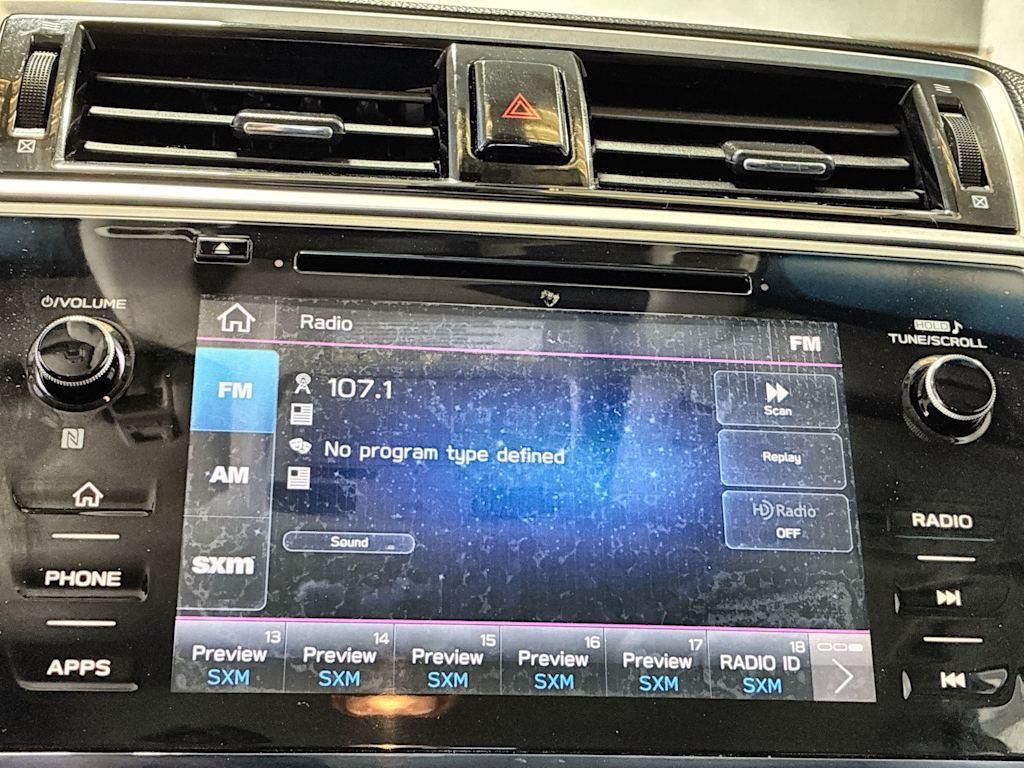 ⏻/VOLUME
HOLD ♪
TUNE/SCROLL
Radio
FM
FM
107.1
Scan
No program type defined
Replay
AM
HD Radio
OFF
Sound
sxm
N
PHONE
APPS
RADIO
13
Preview
SXM
14
Preview
SXM
15
Preview
SXM
16
Preview
SXM
17
Preview
SXM
18
RADIO ID
SXM